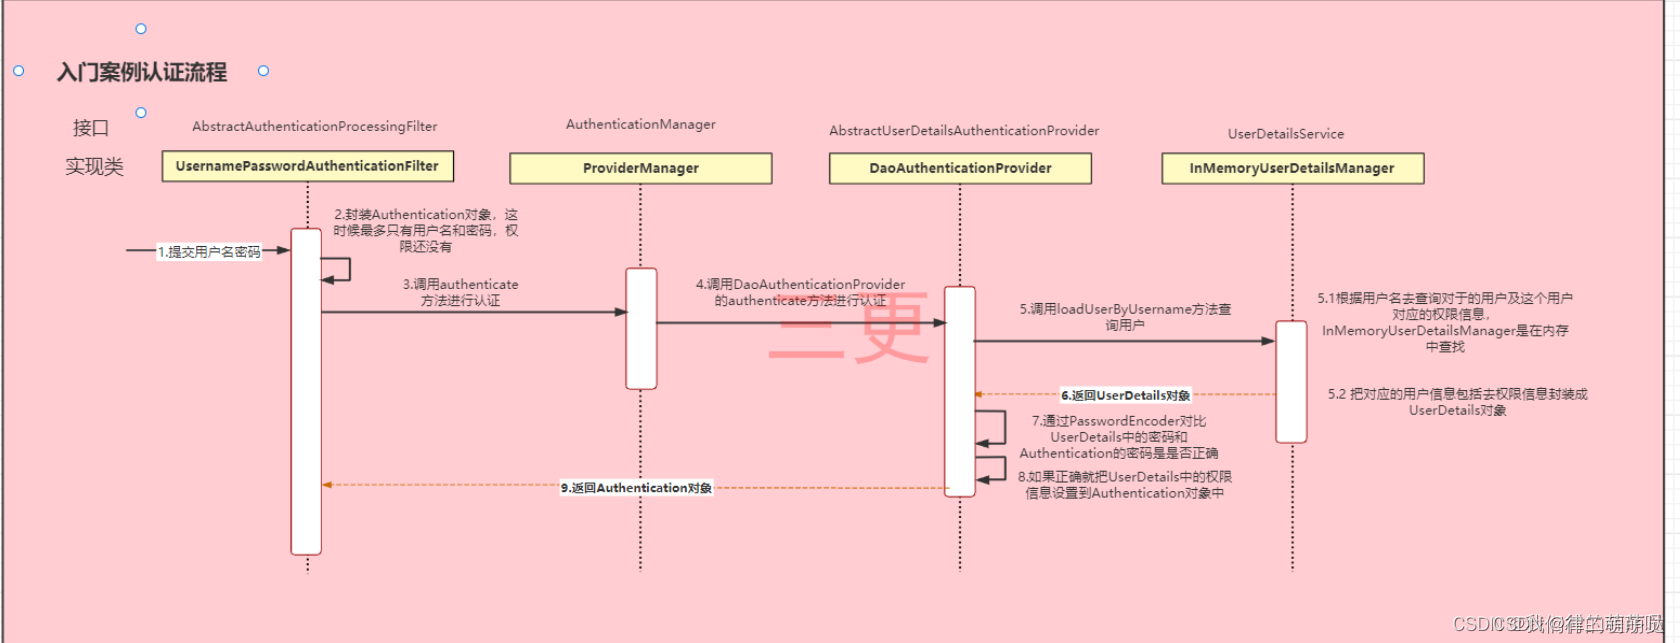 入门案例认证流程
接口
AbstractAuthenticationProcessingFilter
AuthenticationManager
AbstractUserDetailsAuthenticationProvider
UserDetailsService
实现类
UsernamePasswordAuthenticationFilter
ProviderManager
DaoAuthenticationProvider
InMemoryUserDetailsManager
1.提交用户名密码
2.封装Authentication对象，这
时候最多只有用户名和密码，权
限还没有
3.调用authenticate
方法进行认证
4.调用DaoAuthenticationProvider
的authenticate方法进行认证
三更
5.调用loadUserByUsername方法查
询用户
5.1根据用户名去查询对于的用户及这个用户
对应的权限信息，
InMemoryUserDetailsManager是在内存
中查找
5.2 把对应的用户信息包括去权限信息封装成
UserDetails对象
6.返回UserDetails对象
7.通过PasswordEncoder对比
UserDetails中的密码和
Authentication的密码是是否正确
8.如果正确就把UserDetails中的权限
信息设置到Authentication对象中
9.返回Authentication对象